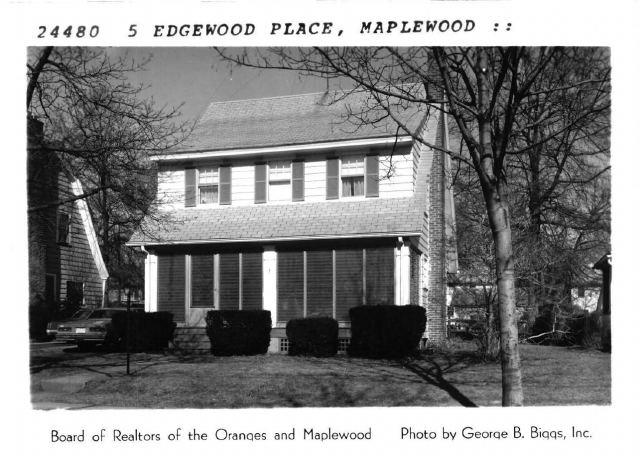 24480 5 EDGEWOOD PLACE, MAPLEWOOD ::
Board of Realtors of the Oranges and Maplewood Photo by George B. Biggs, Inc.